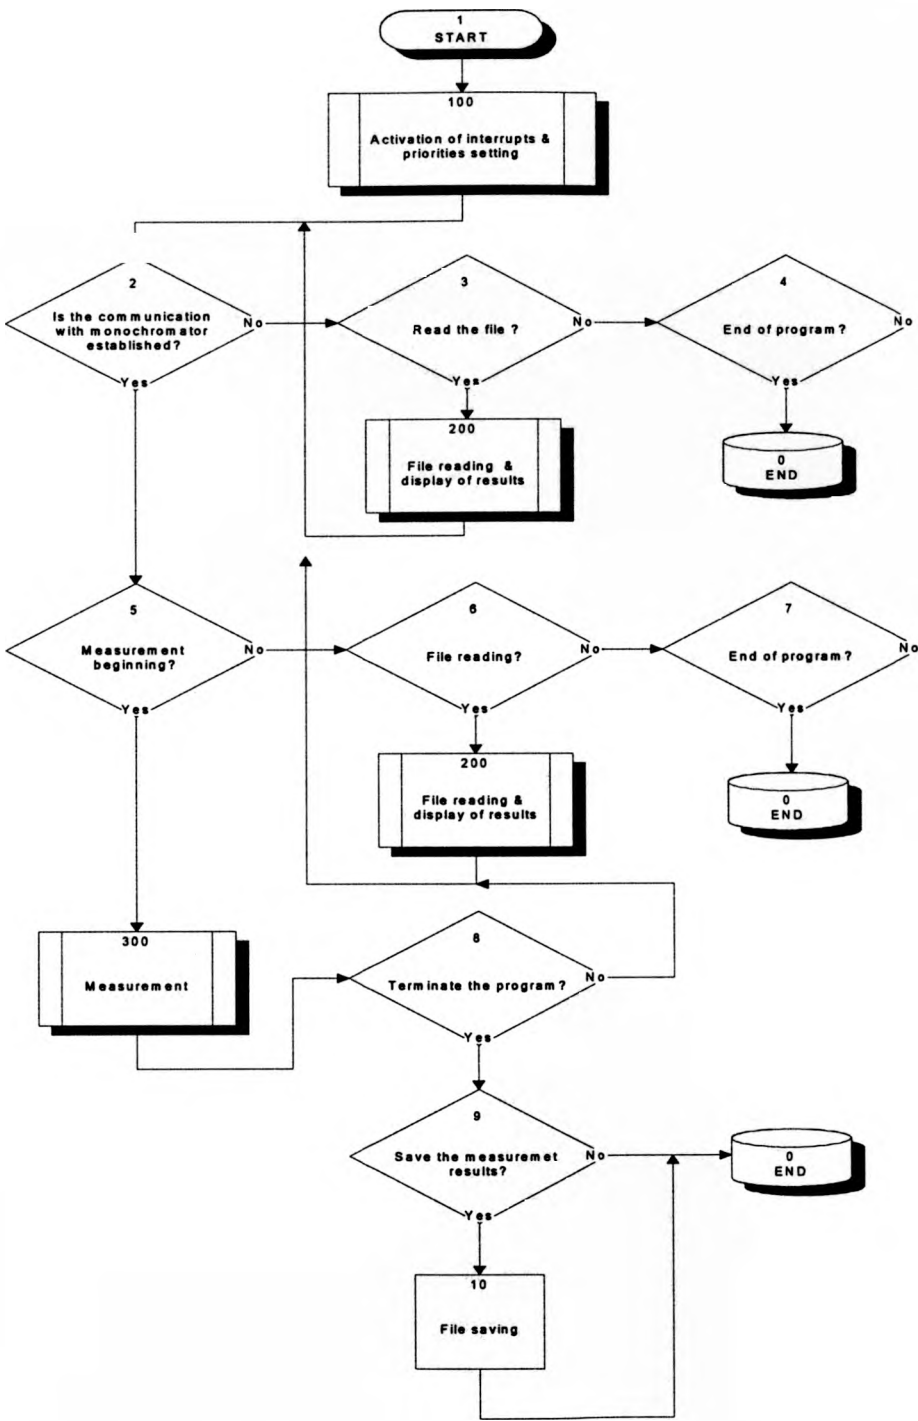 1
START
100
Activation of interrupts &
priorities setting
2
Is the communication
with monochromator
established?
No
Yes
3
Read the file ?
No
Yes
4
End of program?
No
Yes
200
File reading &
display of results
0
END
5
Measurement
beginning?
No
Yes
6
File reading?
No
Yes
7
End of program?
No
Yes
200
File reading &
display of results
0
END
300
Measurement
8
Terminate the program?
No
Yes
9
Save the measuremet
results?
No
Yes
0
END
10
File saving